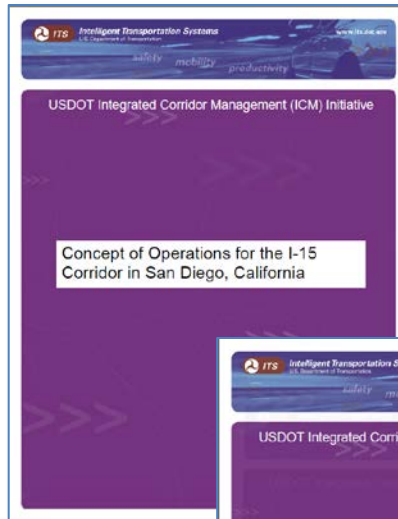 ITS Intelligent Transportation Systems
U.S. Department of Transportation
www.its.dot.gov
safety mobility productivity
USDOT Integrated Corridor Management (ICM) Initiative
>>>
>>>
>>>
Concept of Operations for the I-15
Corridor in San Diego, California
>>>
>>>
ITS Intelligent Transportation S
U.S. Department of Transportation
safety m
USDOT Integrated Corri
>>>